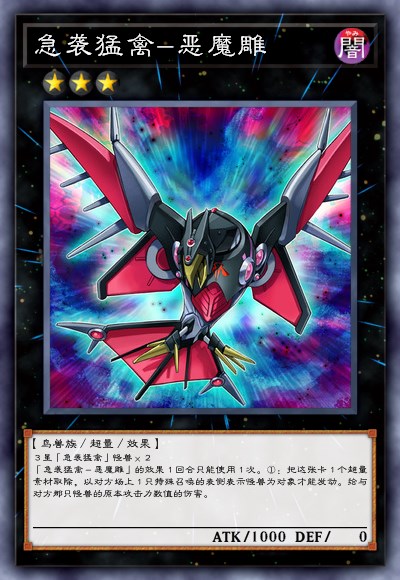 急袭猛禽－恶魔雕
闇
やみ
【鸟兽族／超量／效果】
3星「急袭猛禽」怪兽×2
「急袭猛禽－恶魔雕」的效果1回合只能使用1次。①：把这张卡1个超量
素材取除，以对方场上1只特殊召唤的表侧表示怪兽为对象才能发动。给与
对方那只怪兽的原本攻击力数值的伤害。
ATK/1000 DEF/ 0